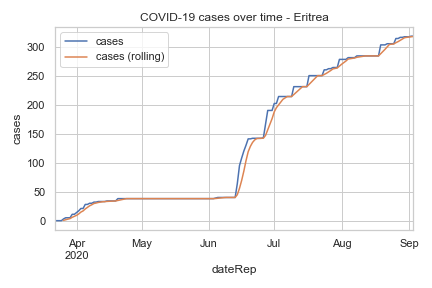 COVID-19 cases over time - Eritrea
cases
cases (rolling)
300
250
200
150
100
50
0
cases
Apr
2020
May
Jun
Jul
Aug
Sep
dateRep